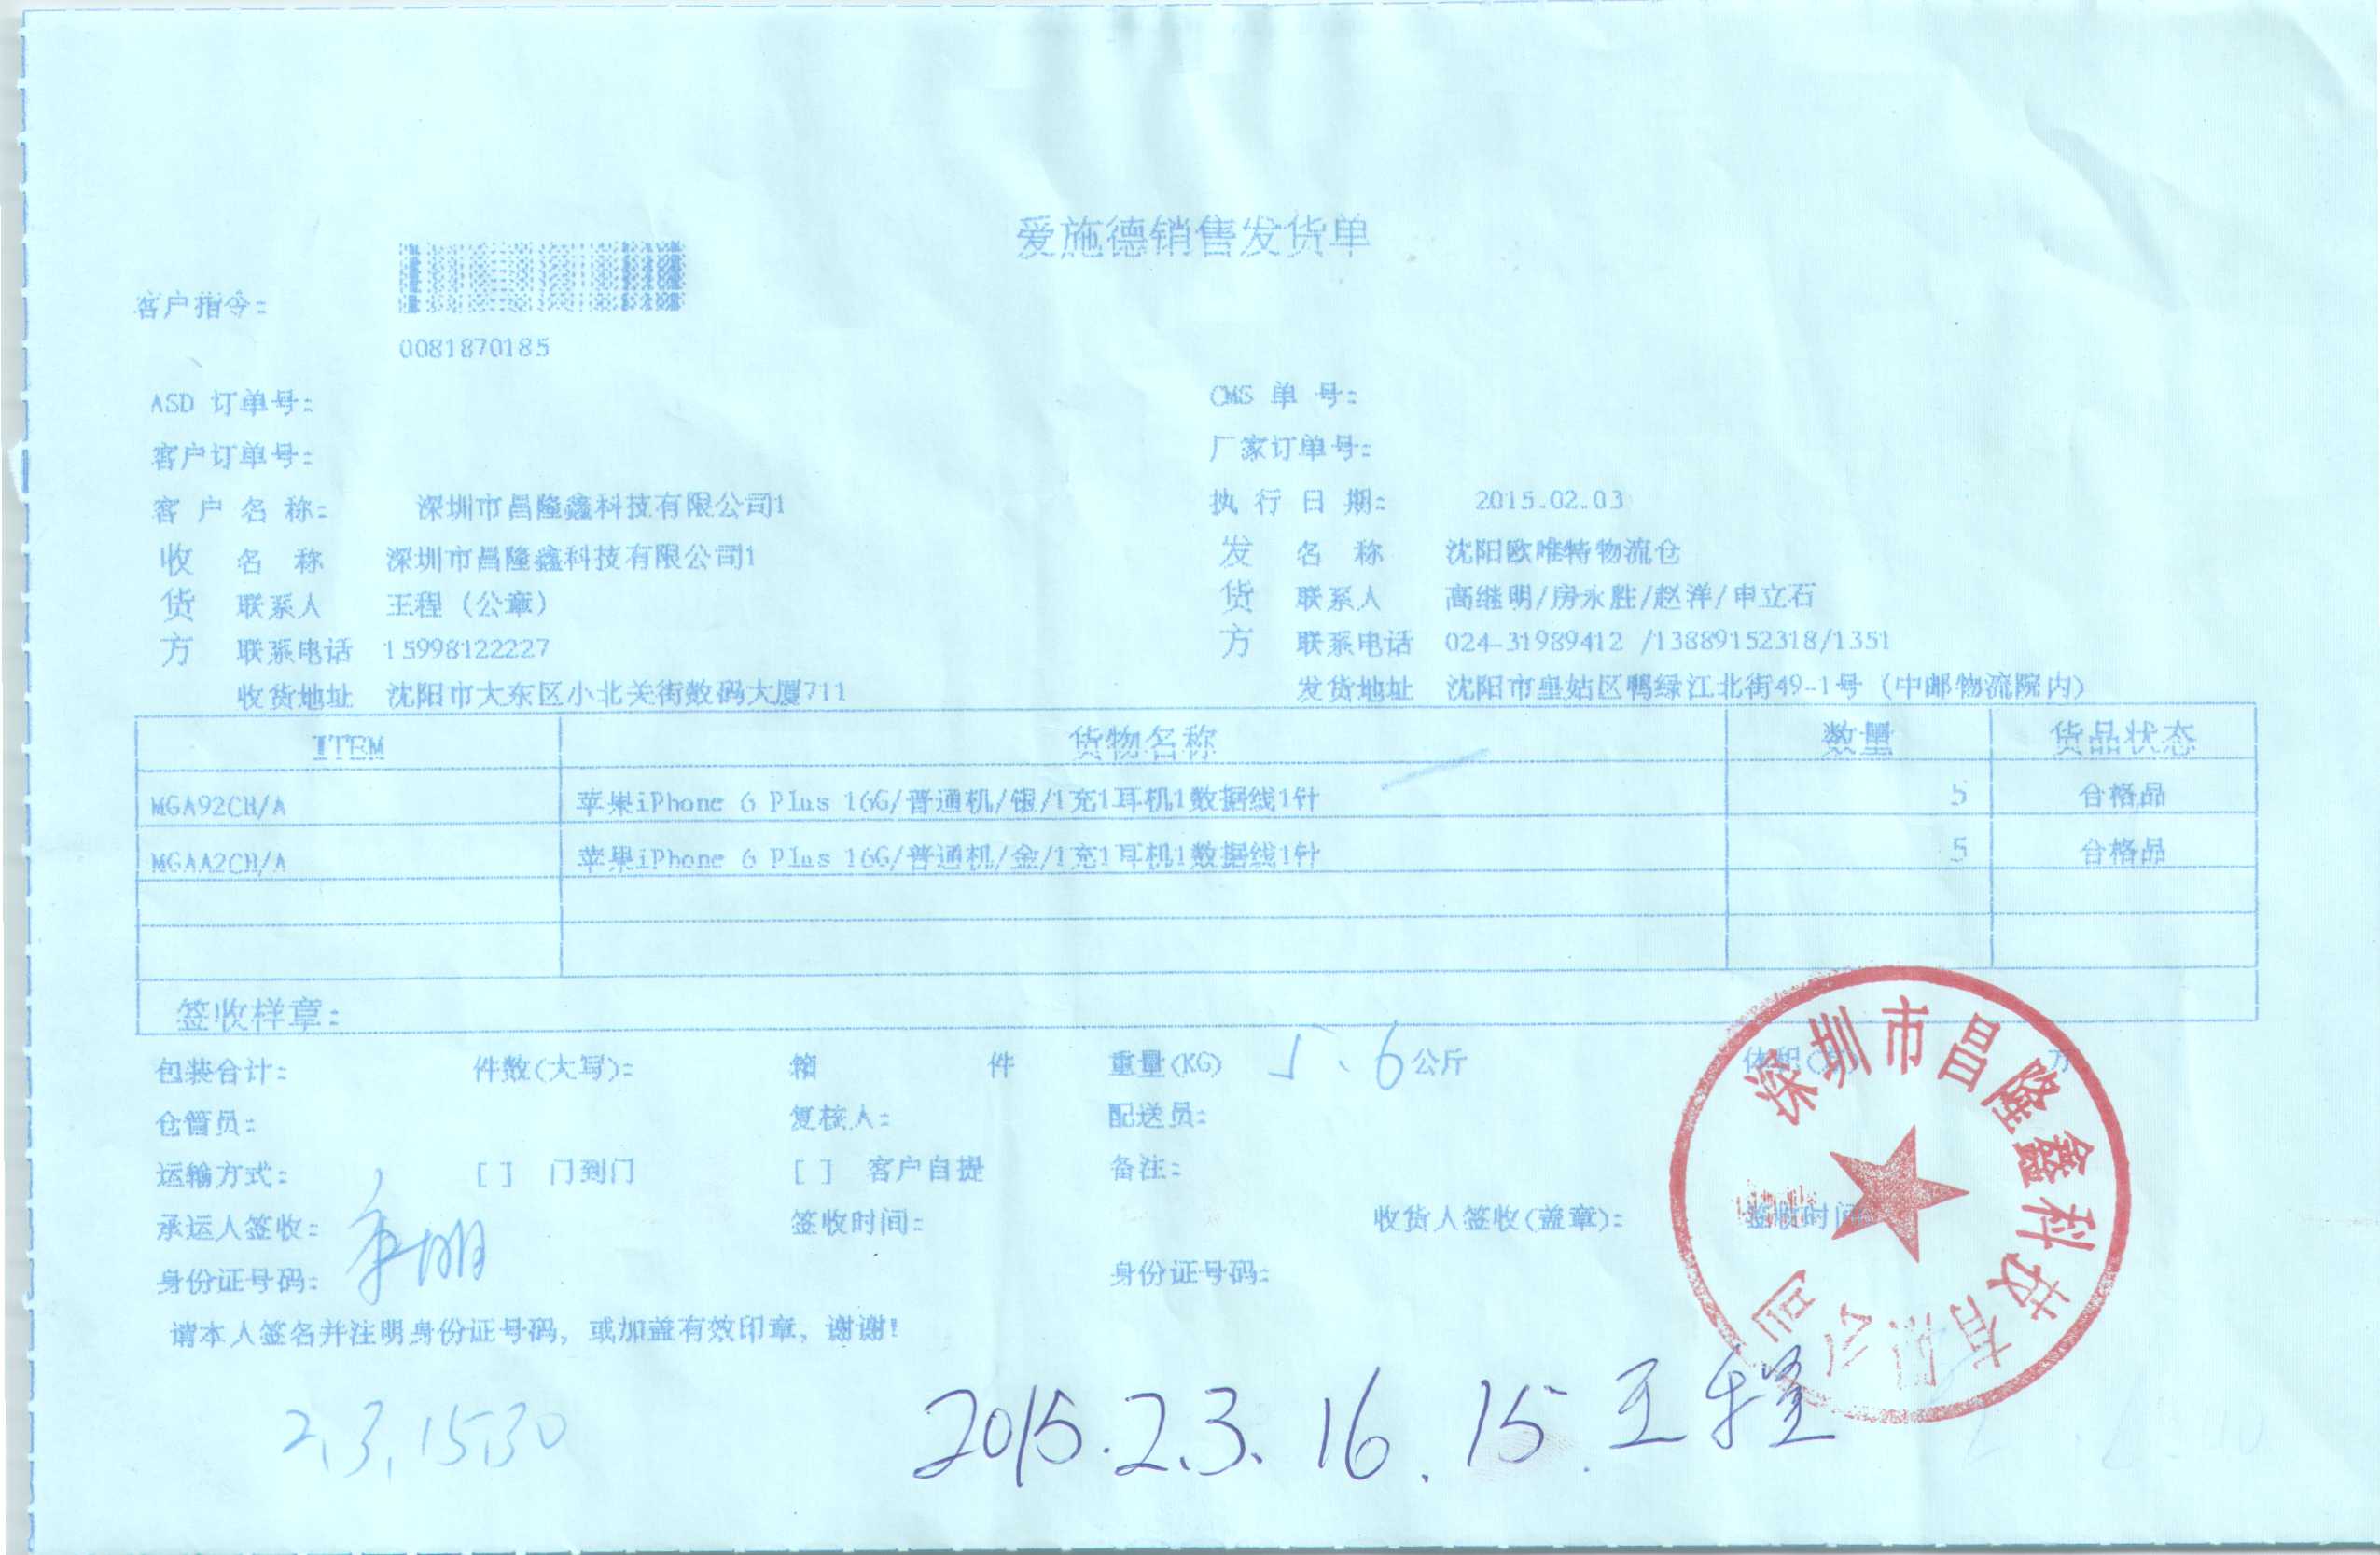 爱施德销售发货单
客户指令:
0081870185
ASD 订单号: CMS 单 号:
客户订单号: 厂家订单号:
客 户 名 称: 深圳市昌隆鑫科技有限公司1 执 行 日 期: 2015.02.03
收 名 称 深圳市昌隆鑫科技有限公司1 发 名 称 沈阳欧唯特物流仓
货 联系人 王程（公章） 货 联系人 高继明/房永胜/赵洋/申立石
方 联系电话 15998122227 方 联系电话 024-31989412 /13889152318/1351
收货地址 沈阳市大东区小北关街数码大厦711 发货地址 沈阳市皇姑区鸭绿江北街49-1号（中邮物流院内）
ITEM 货物名称 数量 货品状态
MGA92CH/A 苹果iPhone 6 Plus 16G/普通机/银/1充1耳机1数据线1针 5 合格品
MGAA2CH/A 苹果iPhone 6 Plus 16G/普通机/金/1充1耳机1数据线1针 5 合格品
签收样章:
包装合计: 件数(大写): 箱 件 重量(KG) 5.6 公斤 体积(方) 方
仓管员: 复核人: 配送员:
运输方式: [ ] 门到门 [ ] 客户自提 备注:
承运人签收: 签收时间: 收货人签收(盖章): 签收时间
身份证号码: 身份证号码:
请本人签名并注明身份证号码，或加盖有效印章，谢谢!
深圳市昌隆鑫科技有限公司
2.3.15:30
2015.2.3.16.15.王程